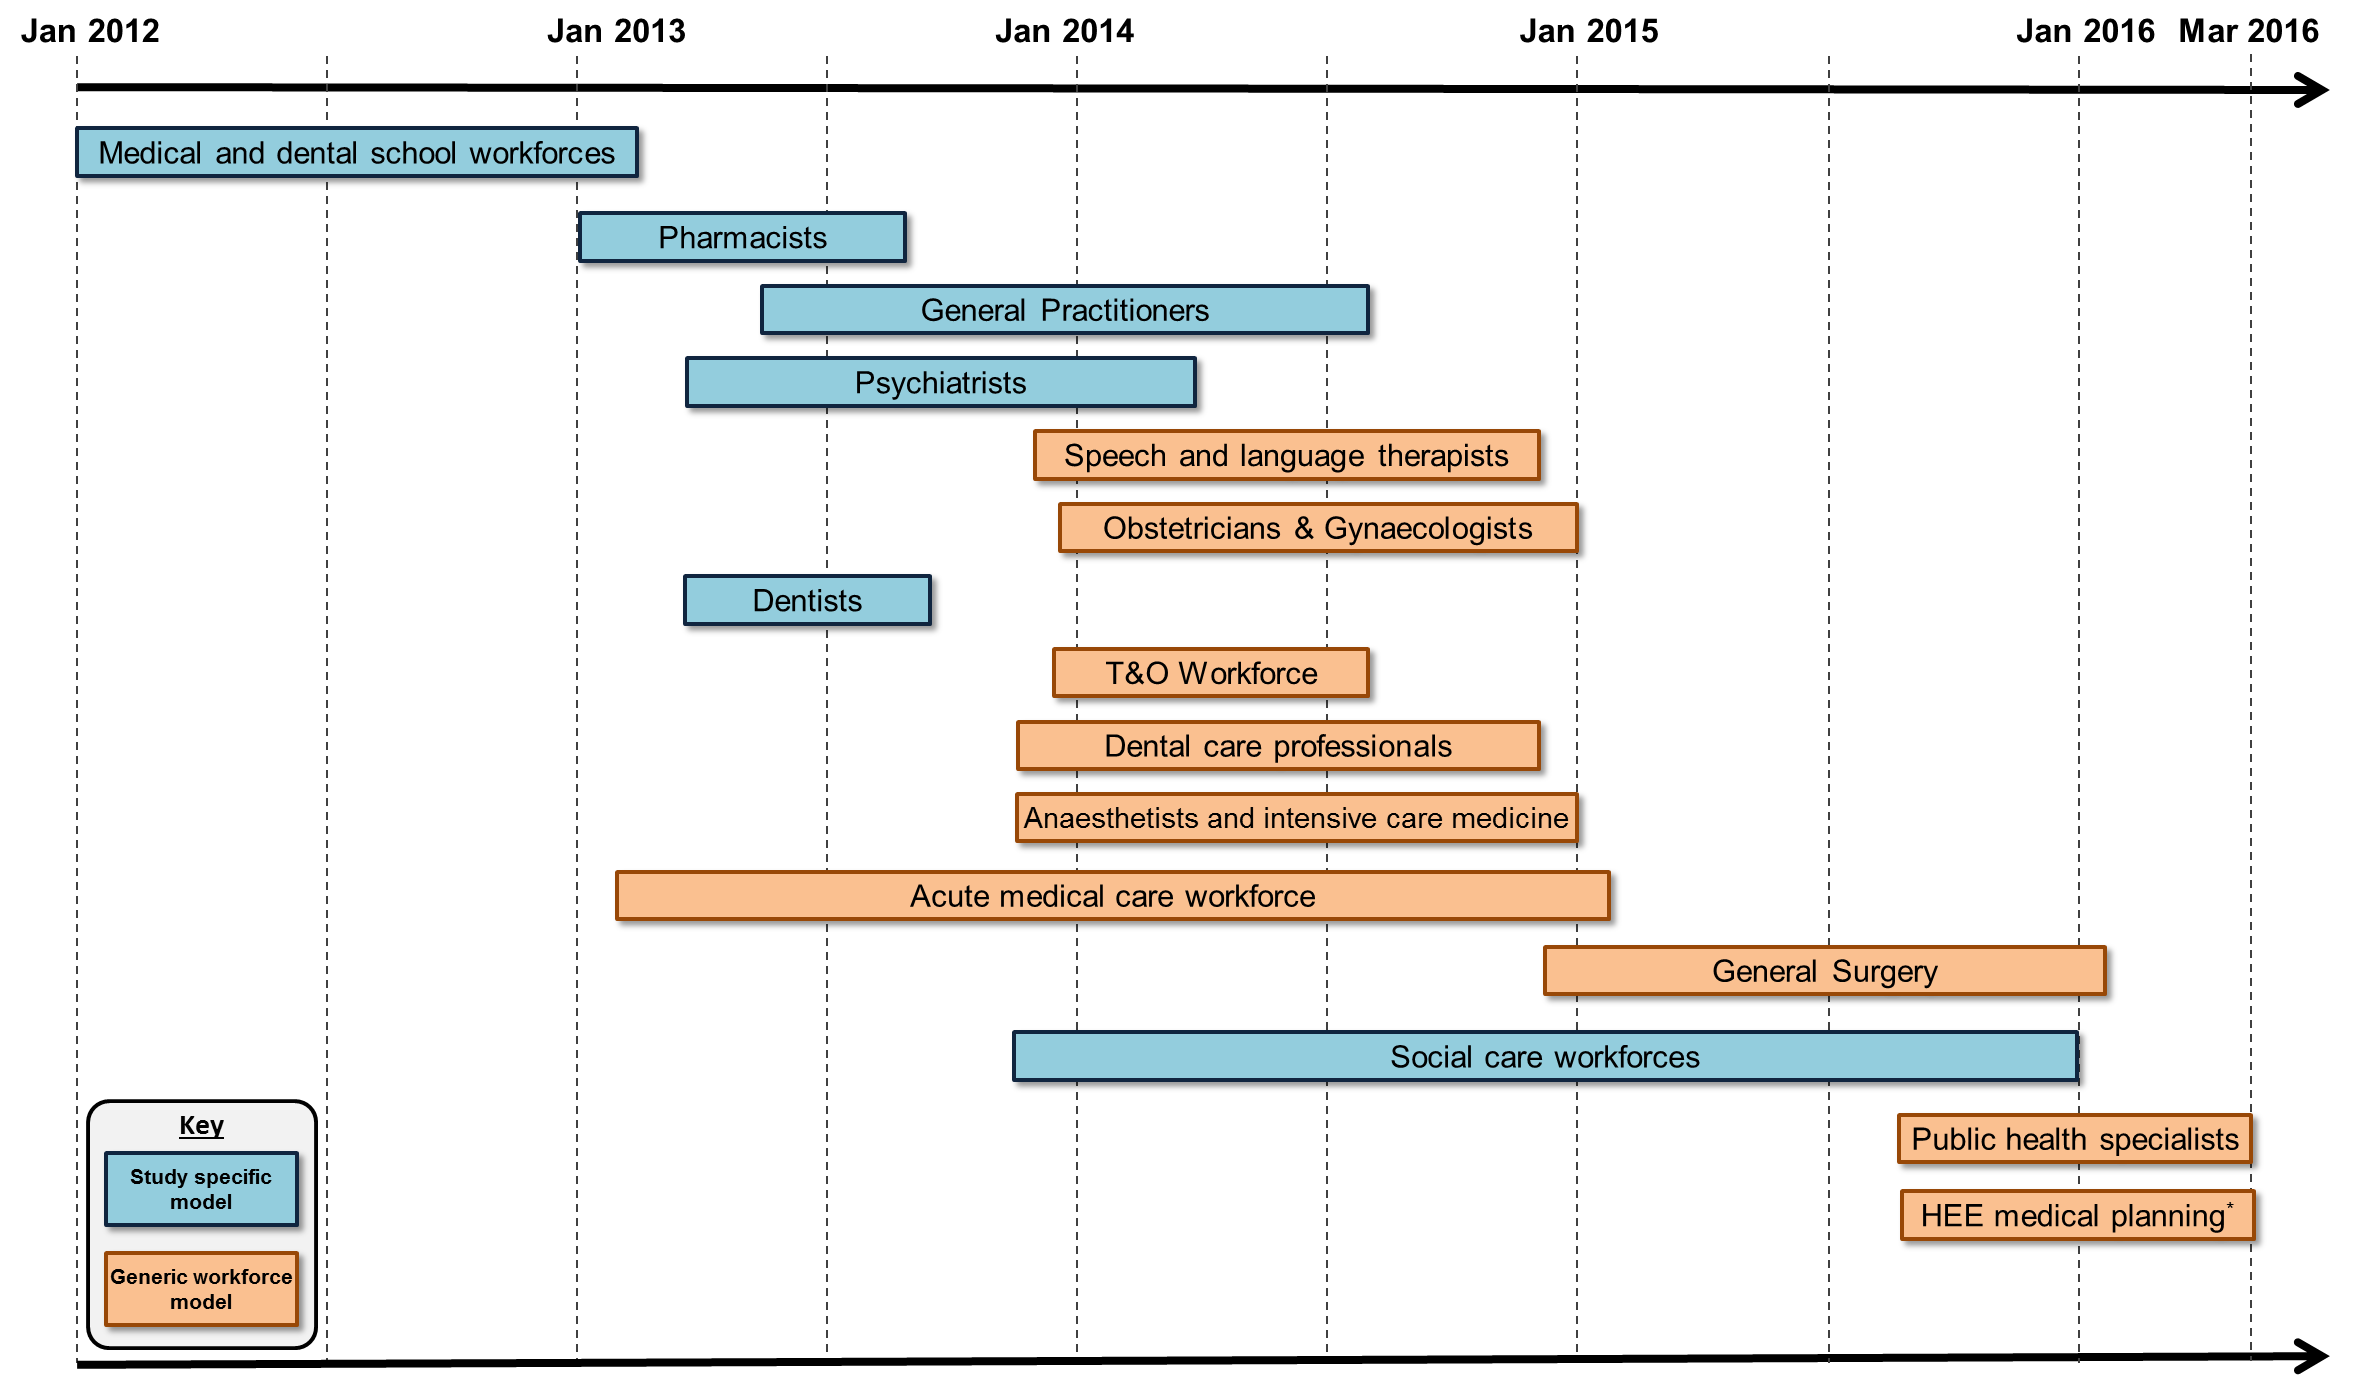 Jan 2012
Jan 2013
Jan 2014
Jan 2015
Jan 2016
Mar 2016
Medical and dental school workforces
Pharmacists
General Practitioners
Psychiatrists
Speech and language therapists
Obstetricians & Gynaecologists
Dentists
T&O Workforce
Dental care professionals
Anaesthetists and intensive care medicine
Acute medical care workforce
General Surgery
Social care workforces
Public health specialists
HEE medical planning*
Key
Study specific
model
Generic workforce
model